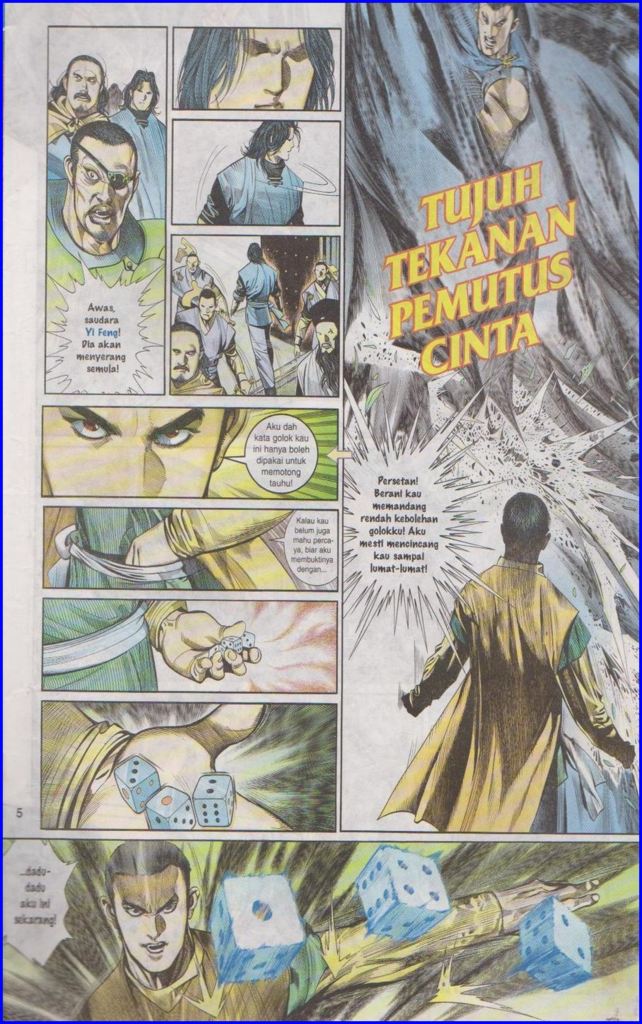 Awas,
saudara
Yi Feng!
Dia akan
menyerang
semula!
TUJUH
TEKANAN
PEMUTUS
CINTA
Aku dah
kata golok kau
ini hanya boleh
dipakai untuk
memotong
tauhu!
Persetan!
Berani kau
memandang
rendah kebolehan
golokku! Aku
mesti mencincang
kau sampai
lumat-lumat!
Kalau kau
belum juga
mahu perca-
ya, biar aku
membuktinya
dengan...
5
...dadu-
dadu
aku ini
sekarang!